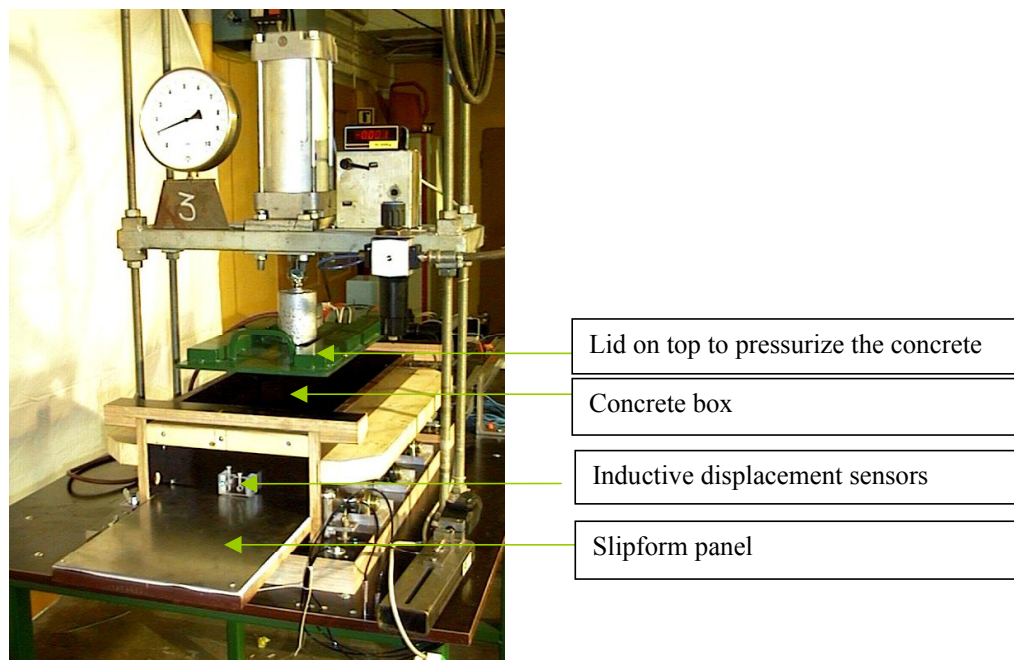 3
Lid on top to pressurize the concrete
Concrete box
Inductive displacement sensors
Slipform panel